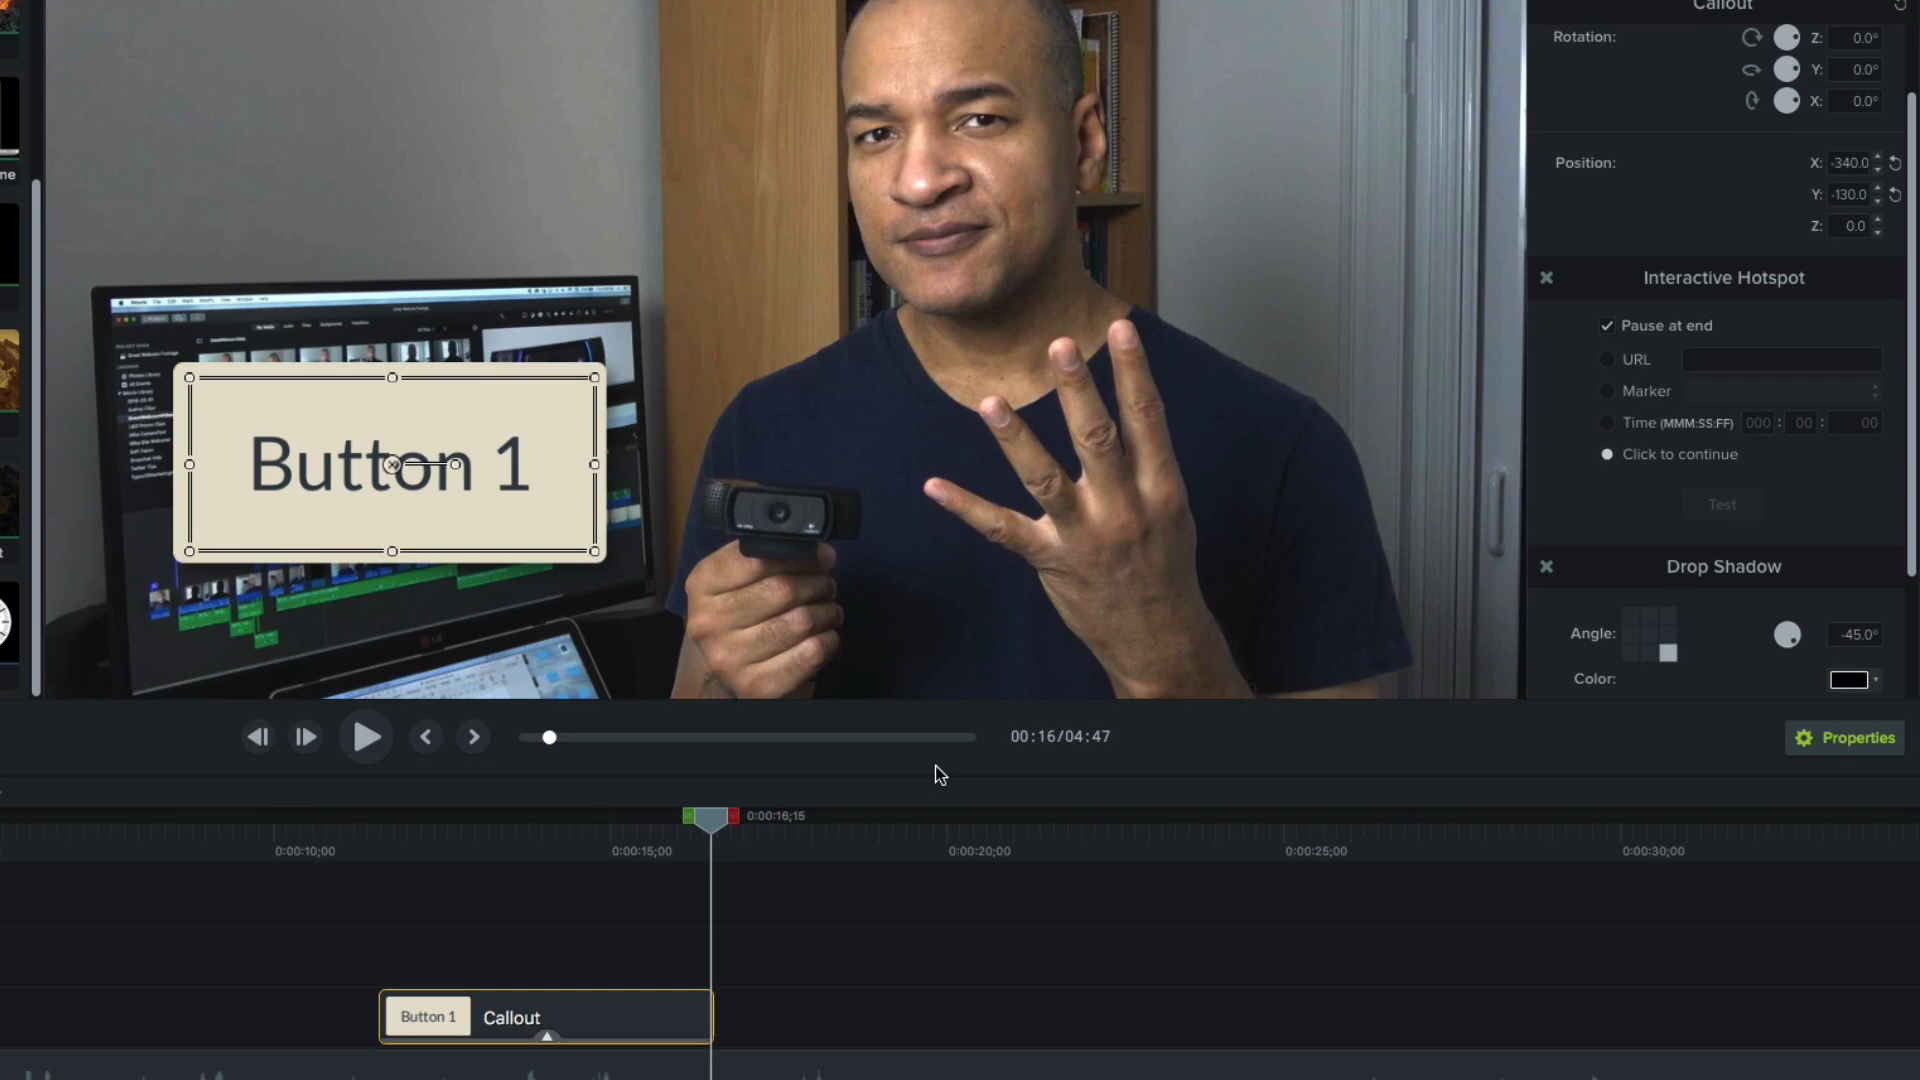 Callout
Rotation:
Z: 0.0°
Y: 0.0°
X: 0.0°
Position:
X: -340.0
Y: -130.0
Z: 0.0
me
Interactive Hotspot
Pause at end
URL
Marker
Time (MMM:SS:FF) 000 : 00 : 00
Click to continue
Test
Button 1
Drop Shadow
Angle: -45.0°
Color:
LG
00:16/04:47
Properties
0:00:16;15
0:00:10;00 0:00:15;00 0:00:20;00 0:00:25;00 0:00:30;00
Button 1 Callout